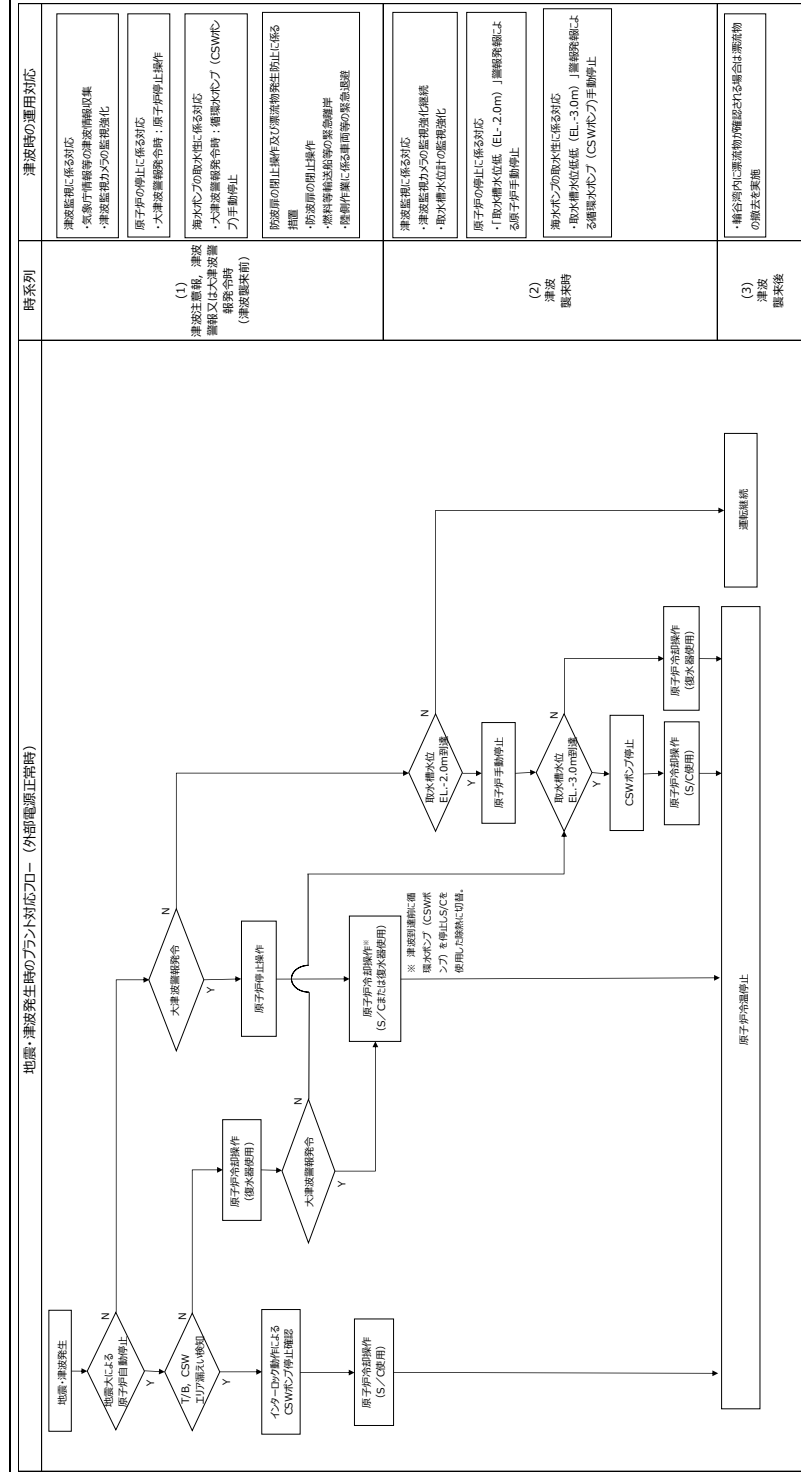 地震・津波発生時のプラント対応フロー（外部電源正常時）
時系列
津波時の運用対応
地震・津波発生
地震大による
原子炉自動停止
N
Y
T/B，CSW
エリア漏えい検知
N
Y
インターロック動作による
CSWポンプ停止確認
原子炉冷却操作
（S／C使用）
原子炉冷却操作
（復水器使用）
大津波警報発令
N
Y
大津波警報発令
N
Y
原子炉停止操作
原子炉冷却操作※
（S／Cまたは復水器使用）
※ 津波到達前に循
環水ポンプ（CSWポ
ンプ）を停止しS/Cを
使用した除熱に切替。
取水槽水位
EL.-2.0m到達
N
Y
原子炉手動停止
取水槽水位
EL.-3.0m到達
N
Y
CSWポンプ停止
原子炉冷却操作
（S/C使用）
原子炉冷却操作
（復水器使用）
原子炉冷温停止
運転継続
(1)
津波注意報，津波
警報又は大津波警
報発令時
（津波襲来前）
(2)
津波
襲来時
(3)
津波
襲来後
津波監視に係る対応
・気象庁情報等の津波情報収集
・津波監視カメラの監視強化
原子炉の停止に係る対応
・大津波警報発令時：原子炉停止操作
海水ポンプの取水性に係る対応
・大津波警報発令時：循環水ポンプ（CSWポン
プ）手動停止
防波扉の閉止操作及び漂流物発生防止に係る
措置
・防波扉の閉止操作
・燃料等輸送船等の緊急離岸
・陸側作業に係る車両等の緊急退避
津波監視に係る対応
・津波監視カメラの監視強化継続
・取水槽水位計の監視強化
原子炉の停止に係る対応
・「取水槽水位低（EL-.2.0m）」警報発報によ
る原子炉手動停止
海水ポンプの取水性に係る対応
・取水槽水位低低（EL.-3.0m）」警報発報によ
る循環水ポンプ（CSWポンプ）手動停止
・輪谷湾内に漂流物が確認される場合は漂流物
の撤去を実施